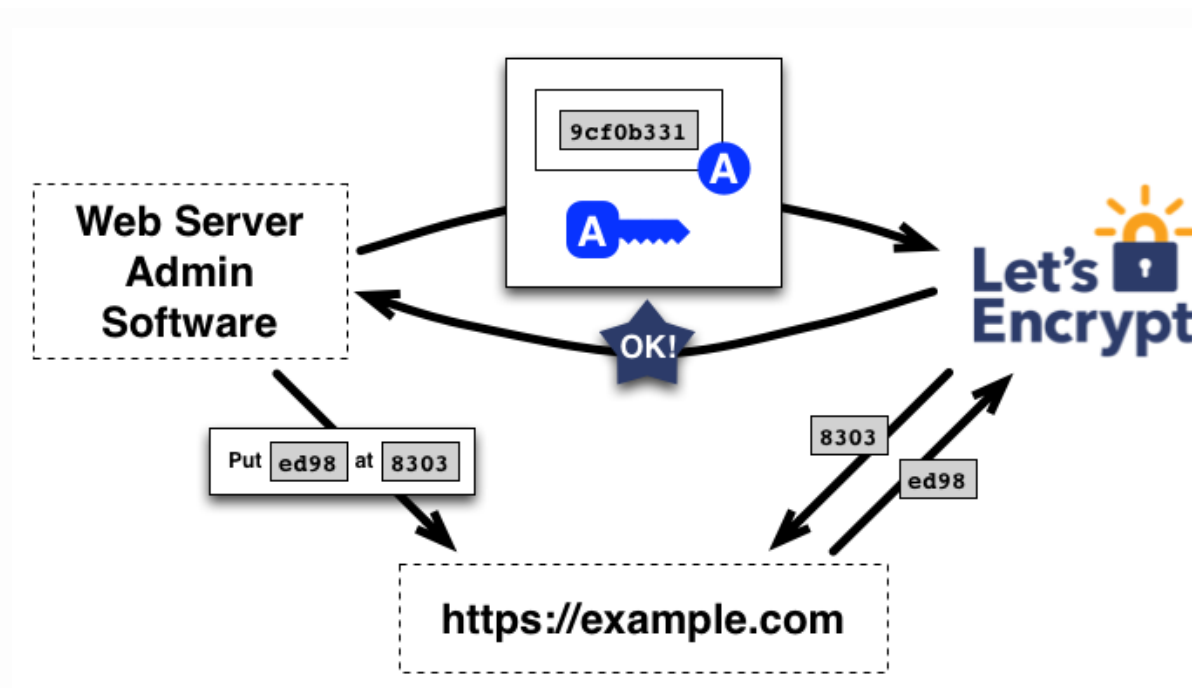 9cf0b331
A
A
Web Server
Admin
Software
Let's
Encrypt
OK!
Put ed98 at 8303
8303
ed98
https://example.com